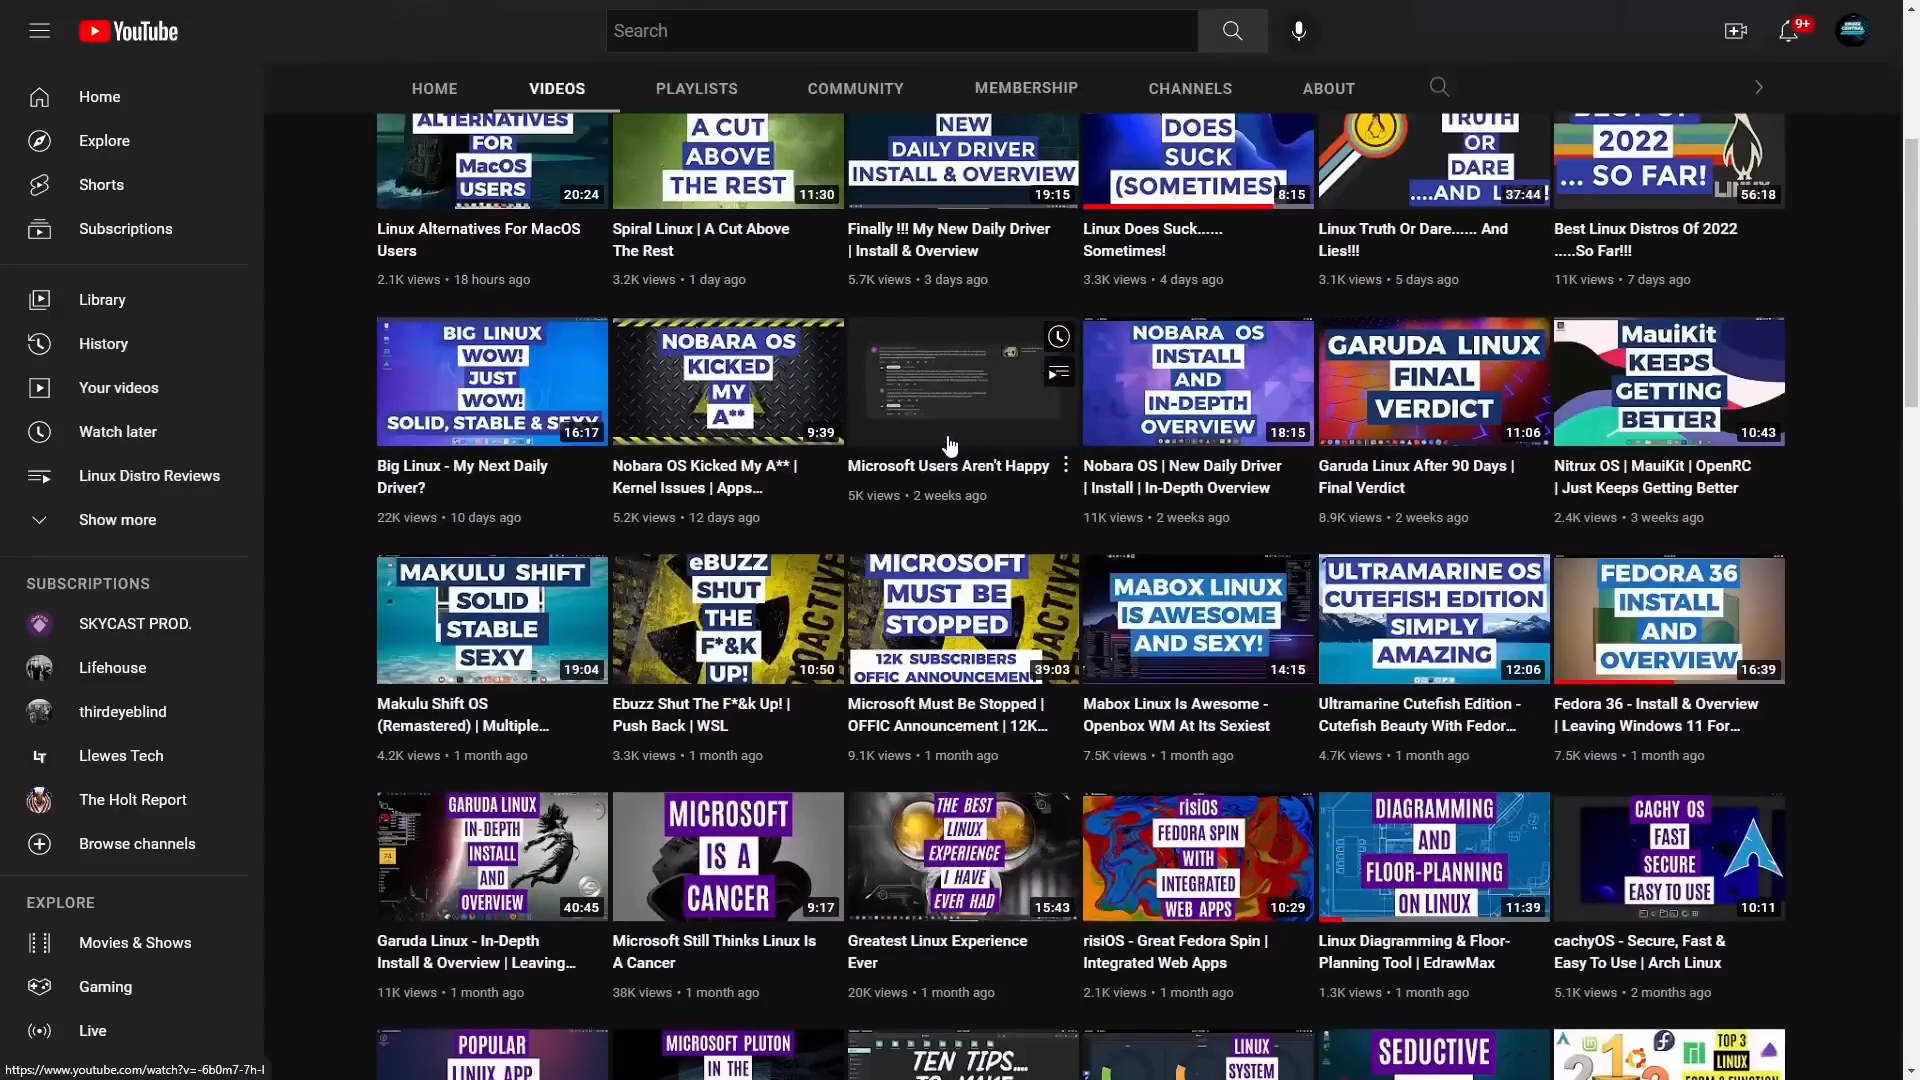 YouTube
Search
9+
HOME
VIDEOS
PLAYLISTS
COMMUNITY
MEMBERSHIP
CHANNELS
ABOUT
Home
Explore
Shorts
Subscriptions
Library
History
Your videos
Watch later
Linux Distro Reviews
Show more
SUBSCRIPTIONS
SKYCAST PROD.
Lifehouse
thirdeyeblind
LT
Llewes Tech
The Holt Report
Browse channels
EXPLORE
Movies & Shows
Gaming
Live
https://www.youtube.com/watch?v=-6b0m7-7h-I
ALTERNATIVES
FOR
MacOS
USERS
20:24
Linux Alternatives For MacOS
Users
2.1K views • 18 hours ago
A CUT
ABOVE
THE REST
11:30
Spiral Linux | A Cut Above
The Rest
3.2K views • 1 day ago
NEW
DAILY DRIVER
INSTALL & OVERVIEW
19:15
Finally !!! My New Daily Driver
| Install & Overview
5.7K views • 3 days ago
DOES
SUCK
(SOMETIMES)
8:15
Linux Does Suck......
Sometimes!
3.3K views • 4 days ago
TRUTH
OR
DARE
37:44
Linux Truth Or Dare...... And
Lies!!!
3.1K views • 5 days ago
BEST OF
2022
... SO FAR!
56:18
Best Linux Distros Of 2022
.....So Far!!!
11K views • 7 days ago
BIG LINUX
WOW!
JUST
WOW!
SOLID, STABLE & SEXY
16:17
Big Linux - My Next Daily
Driver?
22K views • 10 days ago
NOBARA OS
KICKED
MY
A**
9:39
Nobara OS Kicked My A** |
Kernel Issues | Apps...
5.2K views • 12 days ago
Microsoft Users Aren't Happy
5K views • 2 weeks ago
NOBARA OS
INSTALL
AND
IN-DEPTH
OVERVIEW
18:15
Nobara OS | New Daily Driver
| Install | In-Depth Overview
11K views • 2 weeks ago
GARUDA LINUX
FINAL
VERDICT
11:06
Garuda Linux After 90 Days |
Final Verdict
8.9K views • 2 weeks ago
MauiKit
KEEPS
GETTING
BETTER
10:43
Nitrux OS | MauiKit | OpenRC
| Just Keeps Getting Better
2.4K views • 3 weeks ago
MAKULU SHIFT
SOLID
STABLE
SEXY
19:04
Makulu Shift OS
(Remastered) | Multiple...
4.2K views • 1 month ago
eBUZZ
SHUT
THE
F*&K
UP!
10:50
Ebuzz Shut The F*&k Up! |
Push Back | WSL
3.3K views • 1 month ago
MICROSOFT
MUST BE
STOPPED
12K SUBSCRIBERS
OFFIC ANNOUNCEMENT
39:03
Microsoft Must Be Stopped |
OFFIC Announcement | 12K...
9.1K views • 1 month ago
MABOX LINUX
IS AWESOME
AND SEXY!
14:15
Mabox Linux Is Awesome -
Openbox WM At Its Sexiest
7.5K views • 1 month ago
ULTRAMARINE OS
CUTEFISH EDITION
SIMPLY
AMAZING
12:06
Ultramarine Cutefish Edition -
Cutefish Beauty With Fedor...
4.7K views • 1 month ago
FEDORA 36
INSTALL
AND
OVERVIEW
16:39
Fedora 36 - Install & Overview
| Leaving Windows 11 For...
7.5K views • 1 month ago
GARUDA LINUX
IN-DEPTH
INSTALL
AND
OVERVIEW
40:45
Garuda Linux - In-Depth
Install & Overview | Leaving...
11K views • 1 month ago
MICROSOFT
IS A
CANCER
9:17
Microsoft Still Thinks Linux Is
A Cancer
38K views • 1 month ago
THE BEST
LINUX
EXPERIENCE
I HAVE
EVER HAD
15:43
Greatest Linux Experience
Ever
20K views • 1 month ago
risiOS
FEDORA SPIN
WITH
INTEGRATED
WEB APPS
10:29
risiOS - Great Fedora Spin |
Integrated Web Apps
2.1K views • 1 month ago
DIAGRAMMING
AND
FLOOR-PLANNING
ON LINUX
11:39
Linux Diagramming & Floor-
Planning Tool | EdrawMax
1.3K views • 1 month ago
CACHY OS
FAST
SECURE
EASY TO USE
10:11
cachyOS - Secure, Fast &
Easy To Use | Arch Linux
5.1K views • 2 months ago
POPULAR
LINUX APP
MICROSOFT PLUTON
IN THE
TEN TIPS....
LINUX
SYSTEM
SEDUCTIVE
TOP 3
LINUX